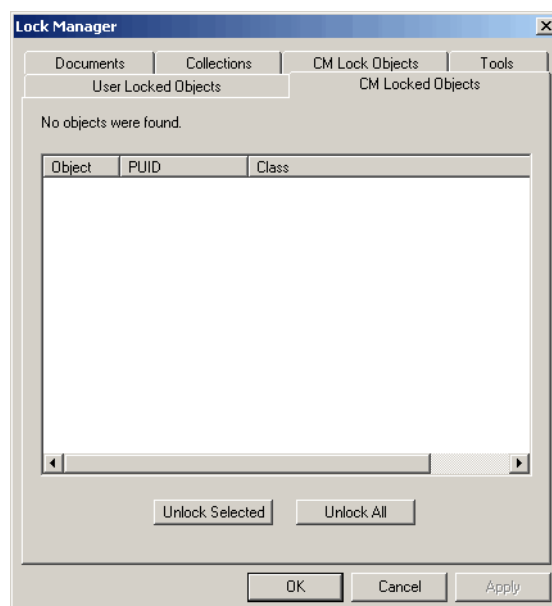 Lock Manager
Documents Collections CM Lock Objects Tools
User Locked Objects CM Locked Objects
No objects were found.
Object PUID Class
Unlock Selected Unlock All
OK Cancel Apply